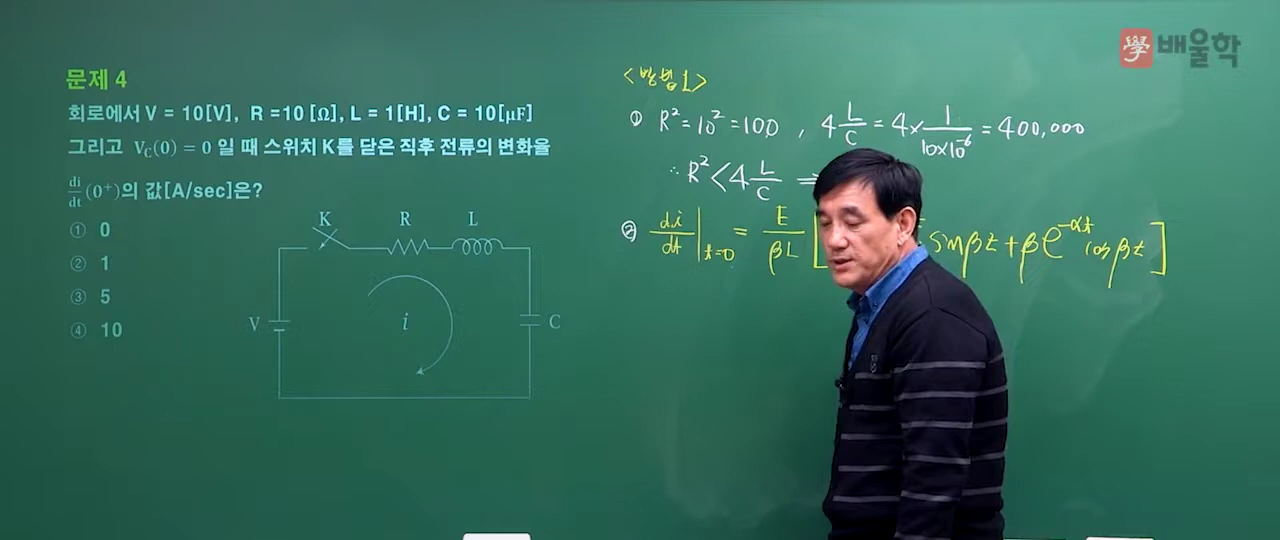 學 배울학
문제 4
회로에서 V = 10[V], R =10 [Ω], L = 1[H], C = 10[μF]
그리고 V_C(0) = 0 일 때 스위치 K를 닫은 직후 전류의 변화율
di/dt (0⁺)의 값[A/sec]은?
① 0
② 1
③ 5
④ 10
K R L
V i C
<방법1>
① R² = 10² = 100 , 4 L/C = 4 × 1/(10×10⁻⁶) = 400,000
∴ R² < 4 L/C ⇒
② di/dt |t=0 = E/βL [ sinβt + βe^-αt cosβt ]